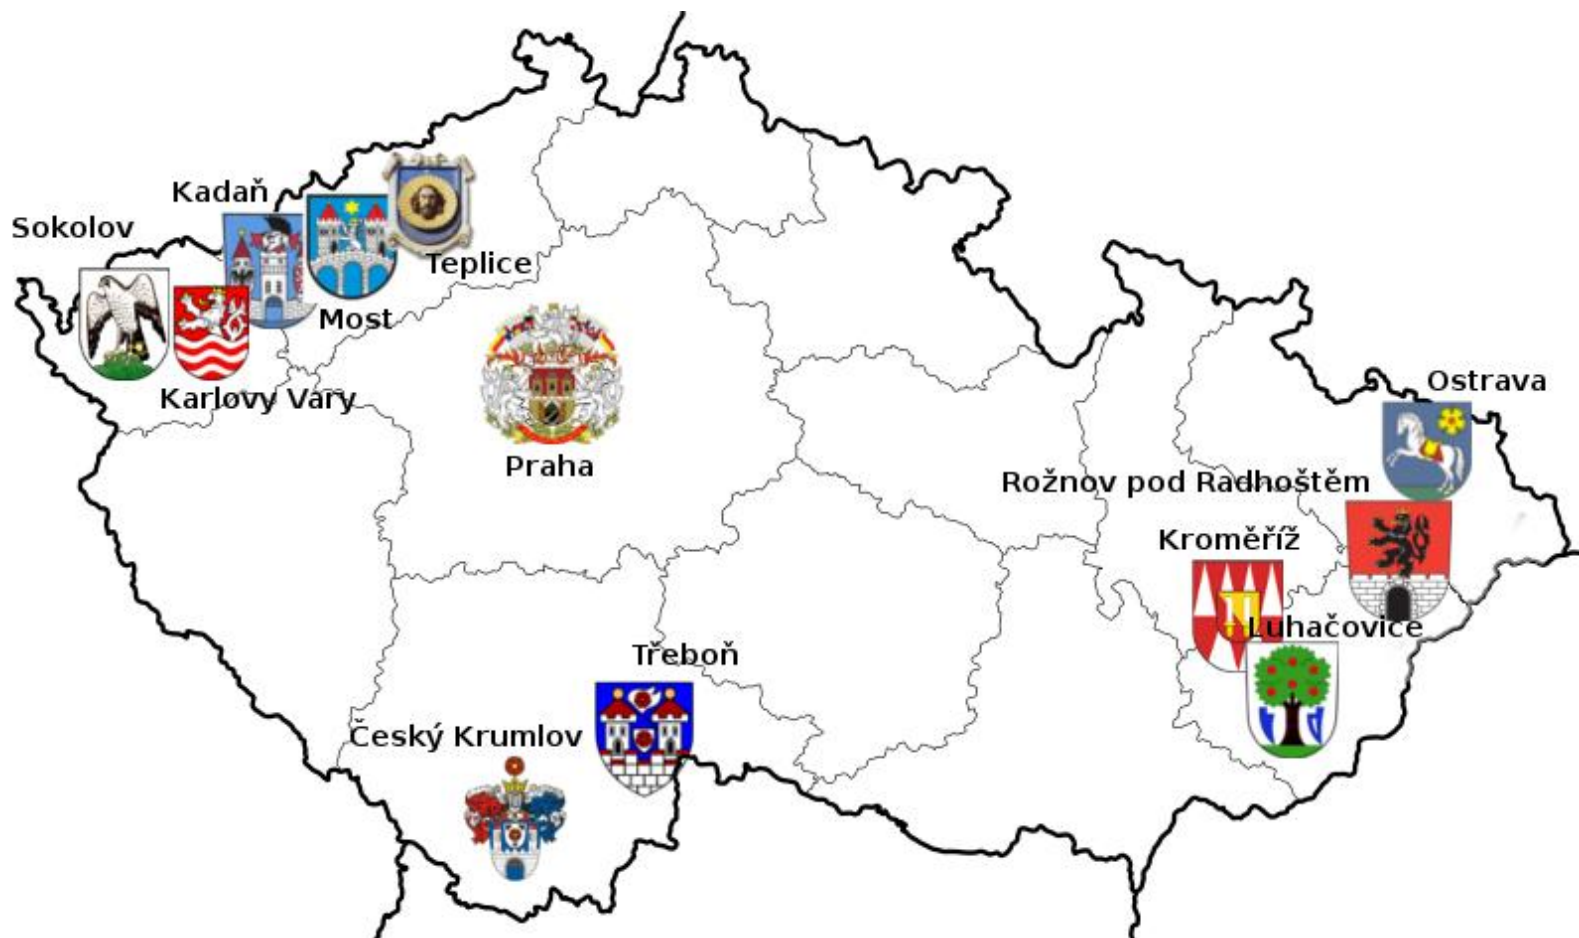 Kadaň
Sokolov
Teplice
Most
Karlovy Vary
Praha
Ostrava
Rožnov pod Radhoštěm
Kroměříž
Luhačovice
Třeboň
Český Krumlov